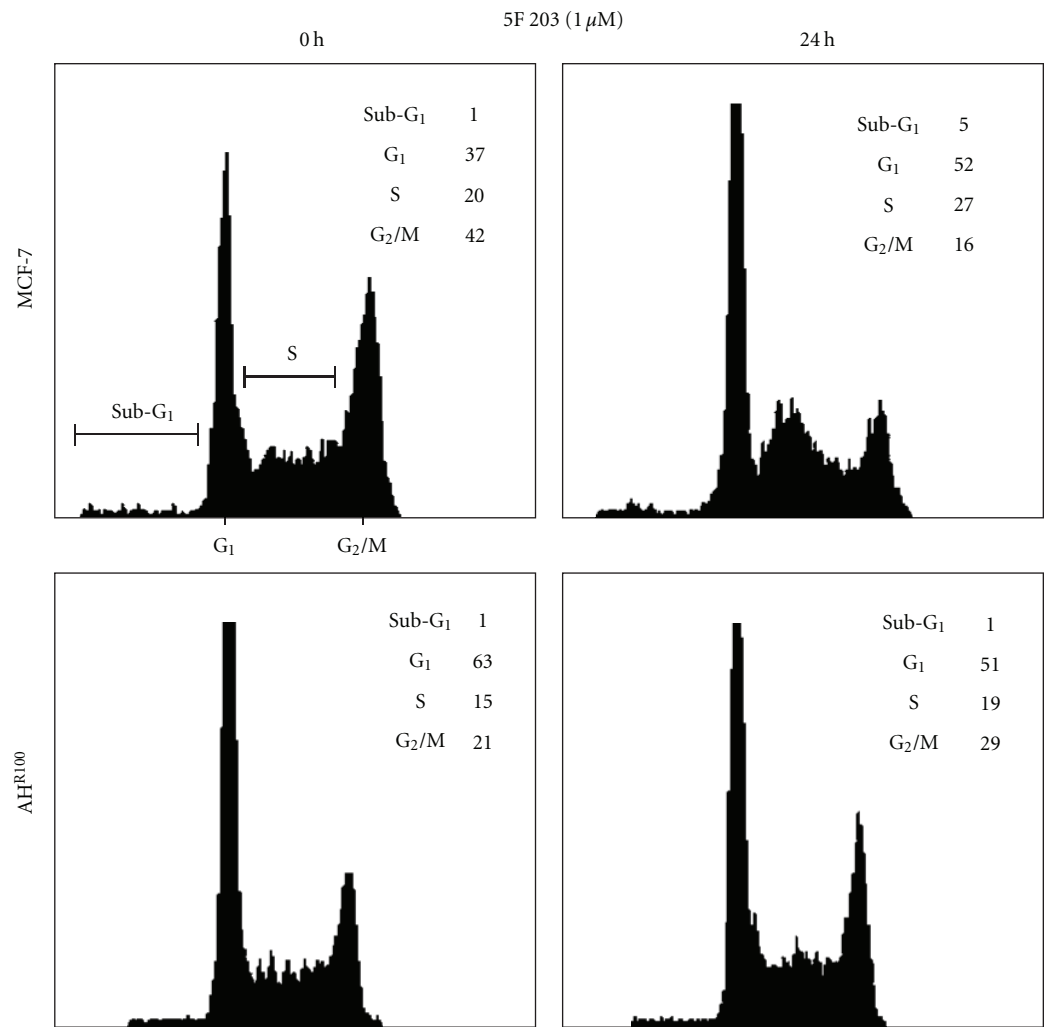 5F 203 (1 μM)
0 h
24 h
MCF-7
Sub-G₁ 1
G₁ 37
S 20
G₂/M 42
S
Sub-G₁
G₁ G₂/M
Sub-G₁ 5
G₁ 52
S 27
G₂/M 16
AHᴿ¹⁰⁰
Sub-G₁ 1
G₁ 63
S 15
G₂/M 21
Sub-G₁ 1
G₁ 51
S 19
G₂/M 29